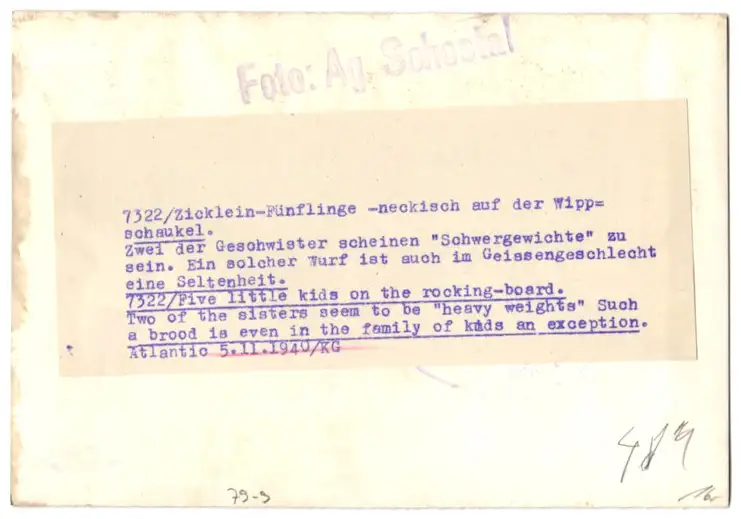 Foto: Ag. Schostal
7322/Zicklein-Fünflinge -neckisch auf der Wipp=
schaukel.
Zwei der Geschwister scheinen "Schwergewichte" zu
sein. Ein solcher Wurf ist auch im Geissengeschlecht
eine Seltenheit.
7322/Five little kids on the rocking-board.
Two of the sisters seem to be "heavy weights" Such
a brood is even in the family of kids an exception.
Atlantic 5.11.1940/KG
79-9